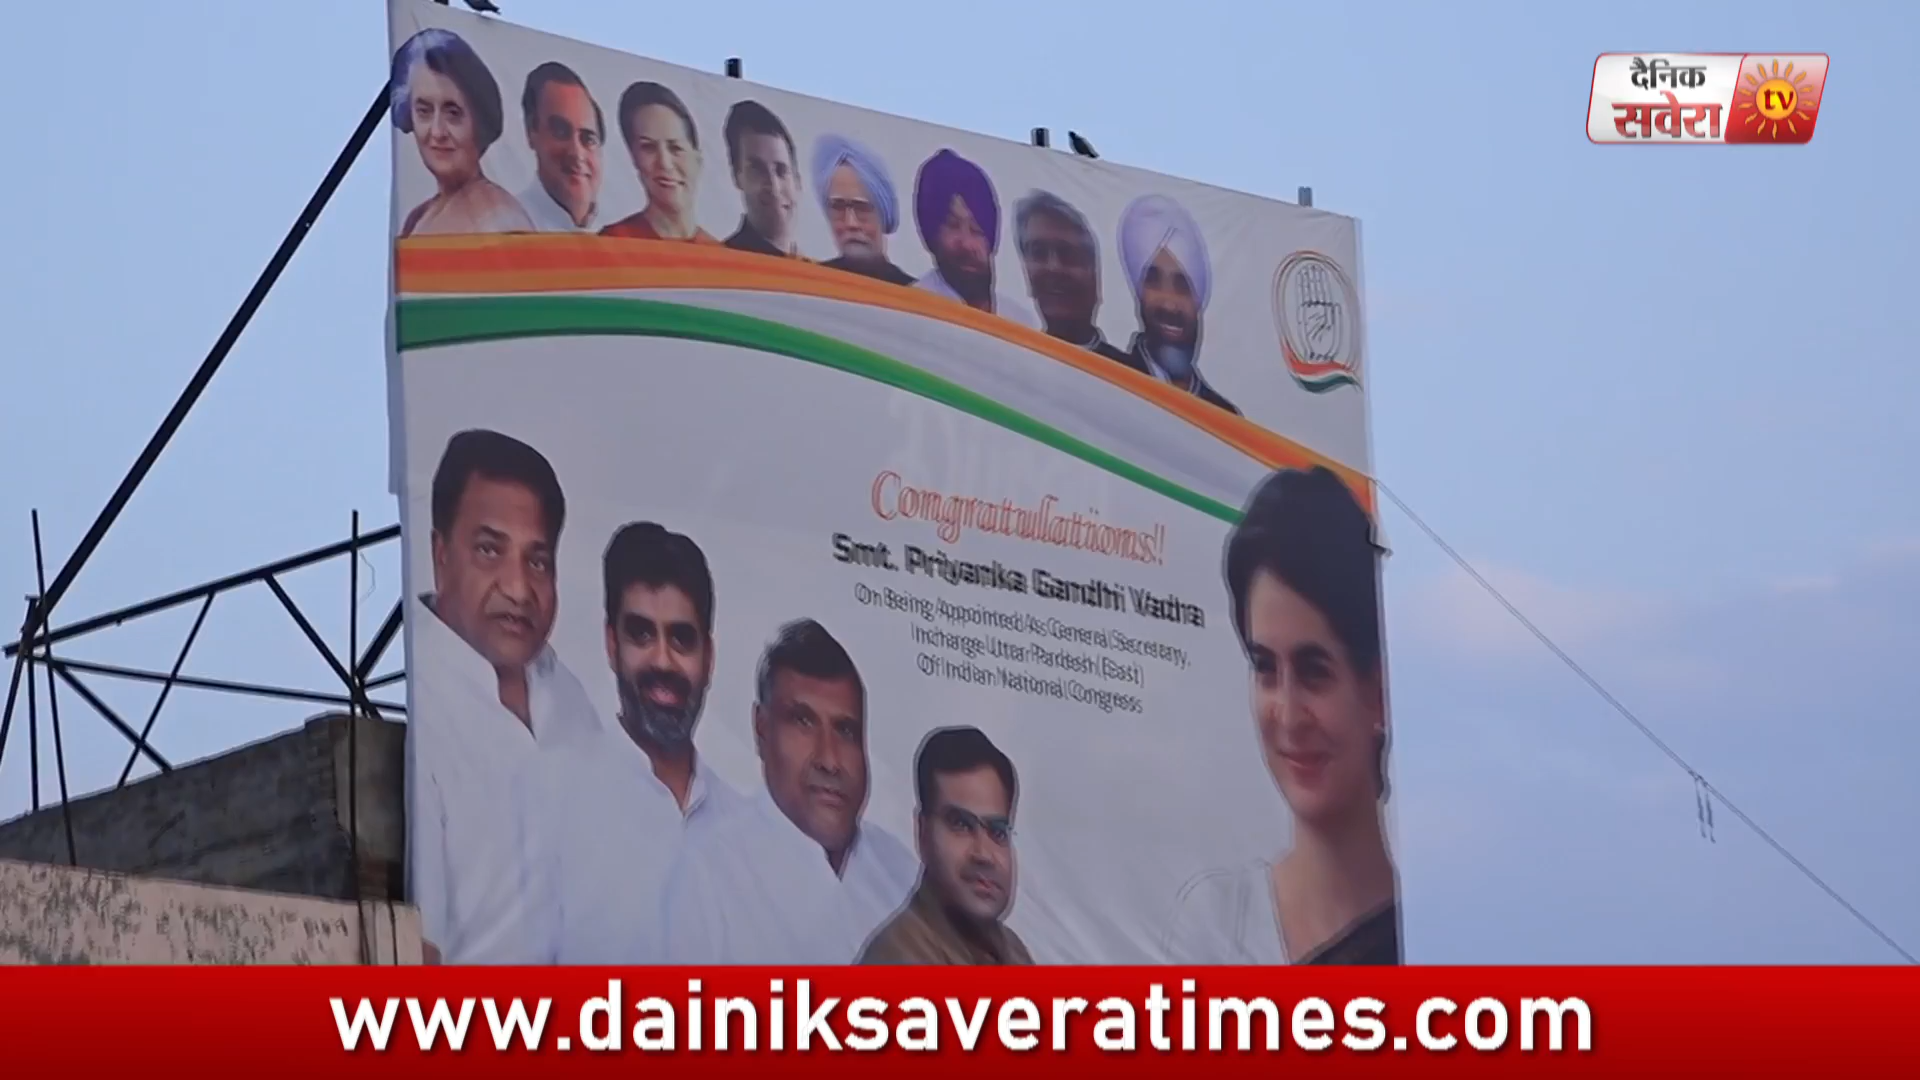 दैनिक
सवेरा tv
Congratulations!!
Smt. Priyanka Gandhi Vadra
On Being Appointed As General Secretary,
Incharge Uttar Pradesh (East)
Of Indian National Congress
www.dainiksaveratimes.com